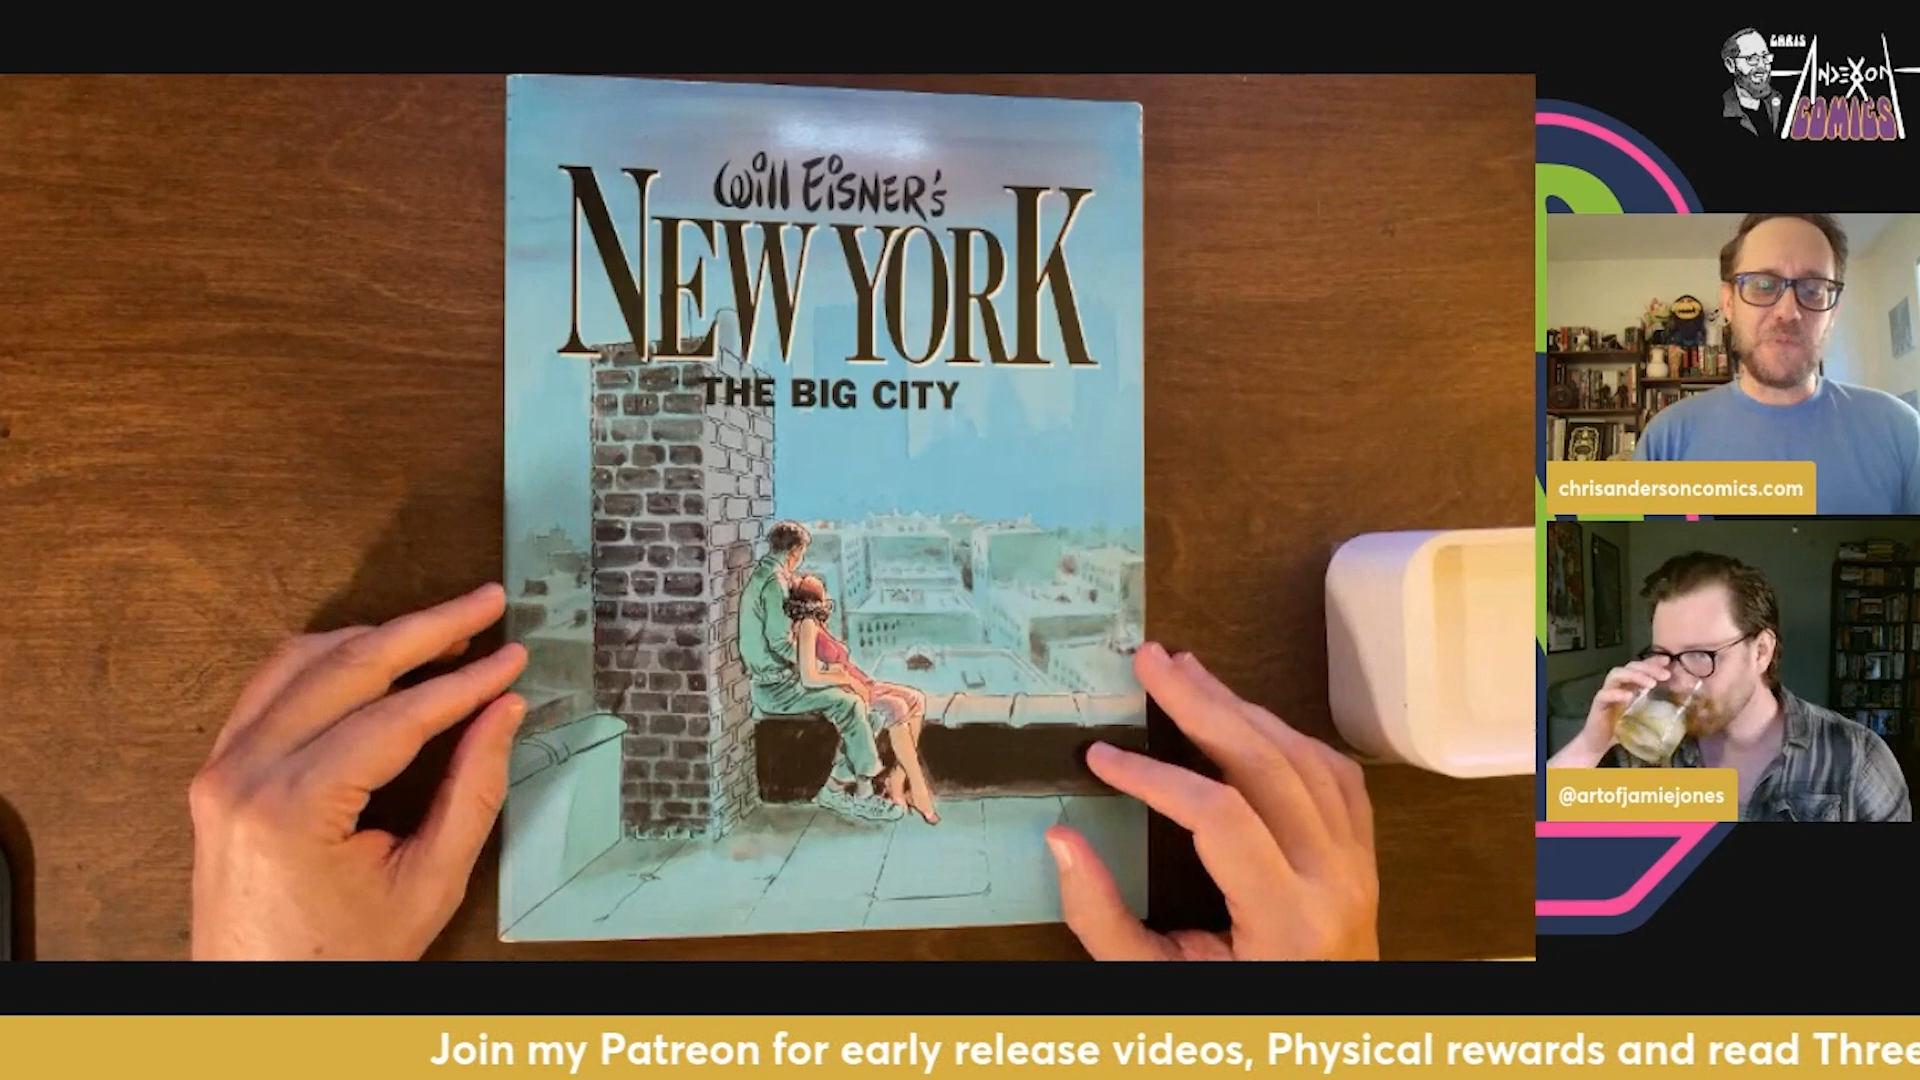 CHRIS
ANDERSON
COMICS
Will EiSNER's
NEW YORK
THE BIG CITY
chrisandersoncomics.com
@artofjamiejones
Join my Patreon for early release videos, Physical rewards and read Three